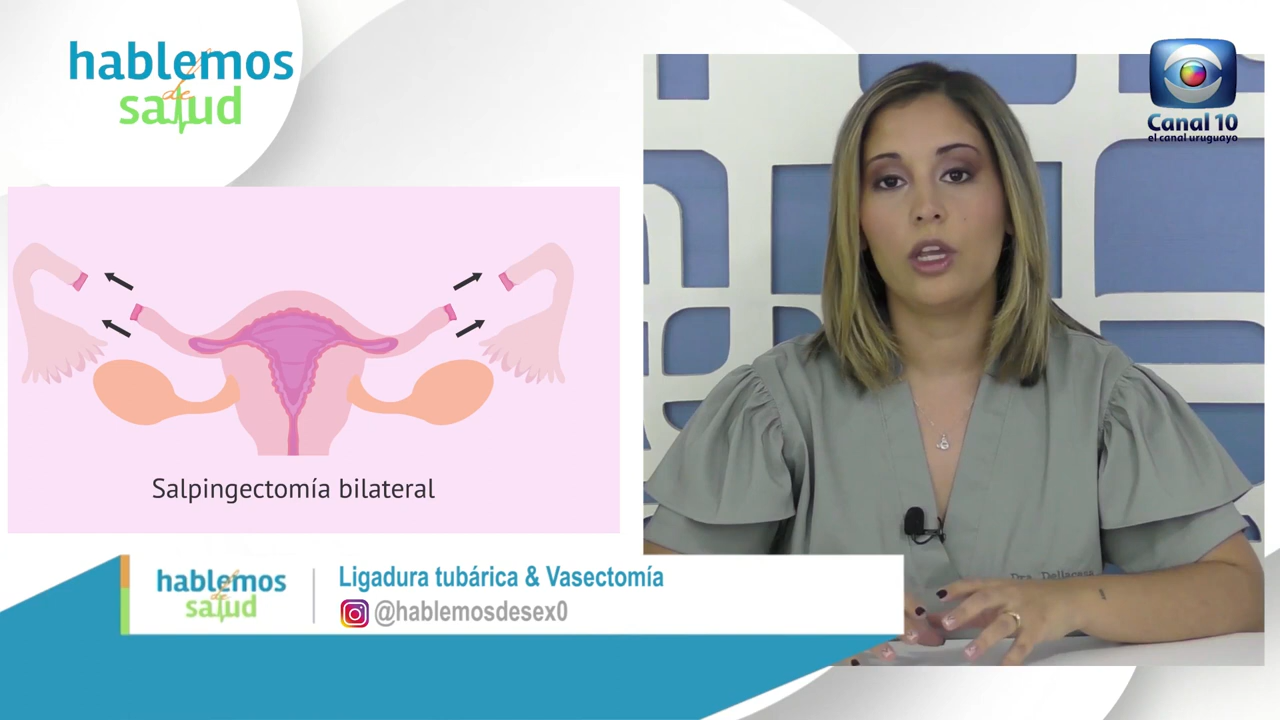 hablemos
de
salud
Canal 10
el canal uruguayo
Salpingectomía bilateral
hablemos
de
salud
Ligadura tubárica & Vasectomía
@hablemosdesex0
Dra. Dellacasa